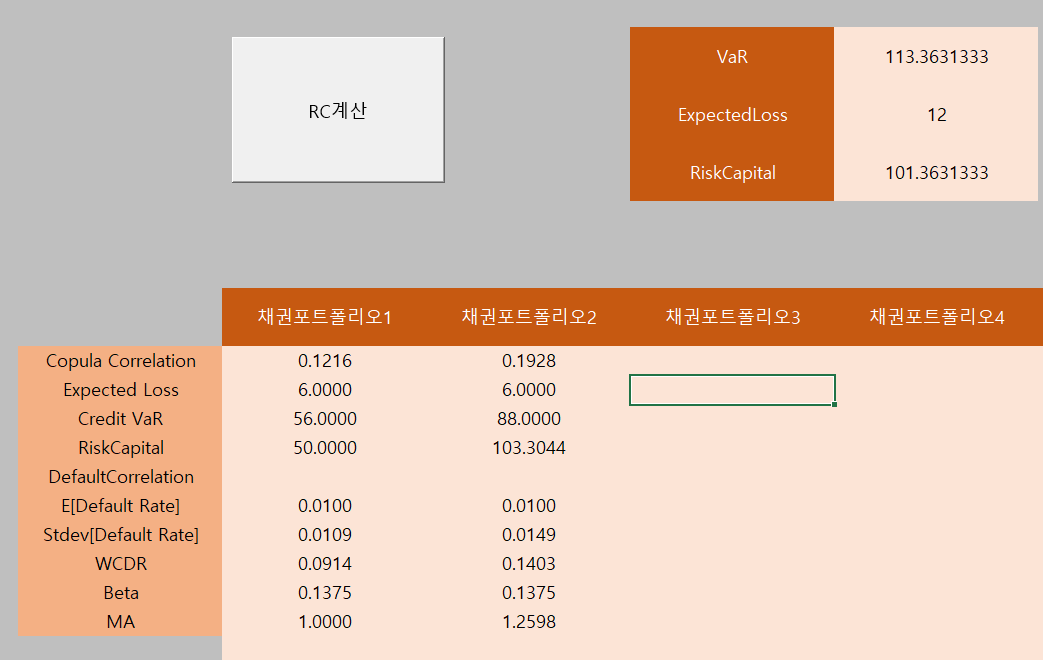 RC계산
VaR 113.3631333
ExpectedLoss 12
RiskCapital 101.3631333
채권포트폴리오1 채권포트폴리오2 채권포트폴리오3 채권포트폴리오4
Copula Correlation 0.1216 0.1928
Expected Loss 6.0000 6.0000
Credit VaR 56.0000 88.0000
RiskCapital 50.0000 103.3044
DefaultCorrelation
E[Default Rate] 0.0100 0.0100
Stdev[Default Rate] 0.0109 0.0149
WCDR 0.0914 0.1403
Beta 0.1375 0.1375
MA 1.0000 1.2598